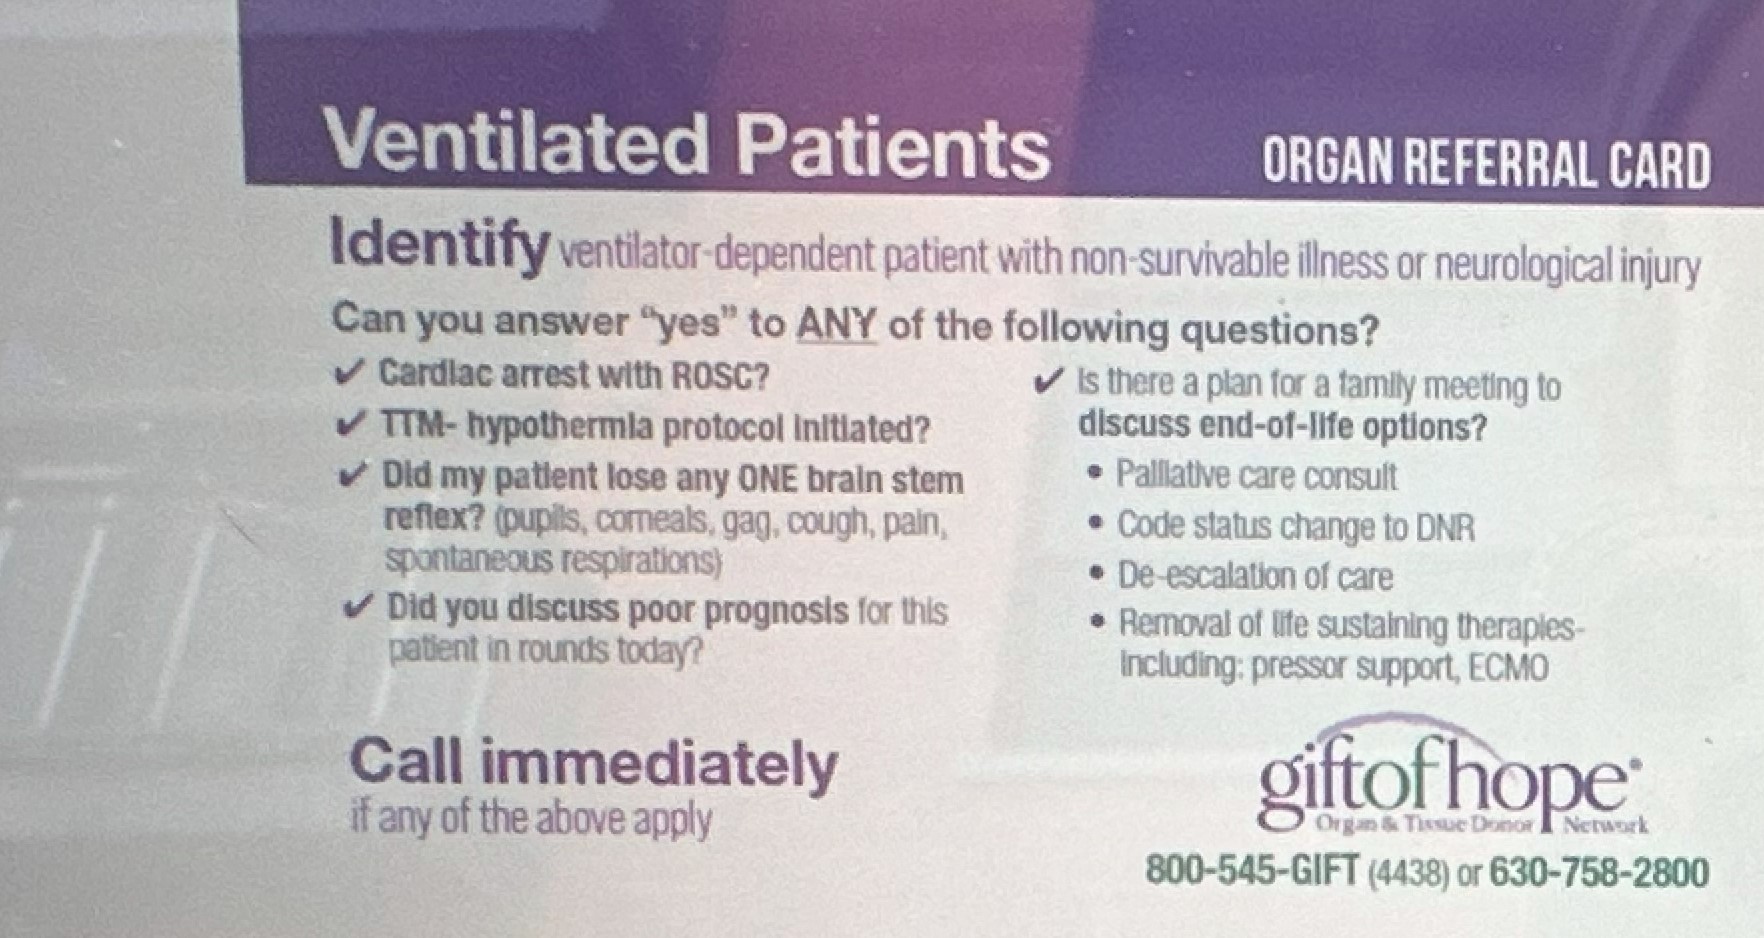 Ventilated Patients
ORGAN REFERRAL CARD
Identify ventilator-dependent patient with non-survivable illness or neurological injury
Can you answer “yes” to ANY of the following questions?
✔ Cardiac arrest with ROSC?
✔ TTM- hypothermia protocol initiated?
✔ Did my patient lose any ONE brain stem
reflex? (pupils, corneals, gag, cough, pain,
spontaneous respirations)
✔ Did you discuss poor prognosis for this
patient in rounds today?
✔ Is there a plan for a family meeting to
discuss end-of-life options?
• Palliative care consult
• Code status change to DNR
• De-escalation of care
• Removal of life sustaining therapies-
including: pressor support, ECMO
Call immediately
if any of the above apply
giftofhope
Organ & Tissue Donor Network
800-545-GIFT (4438) or 630-758-2800